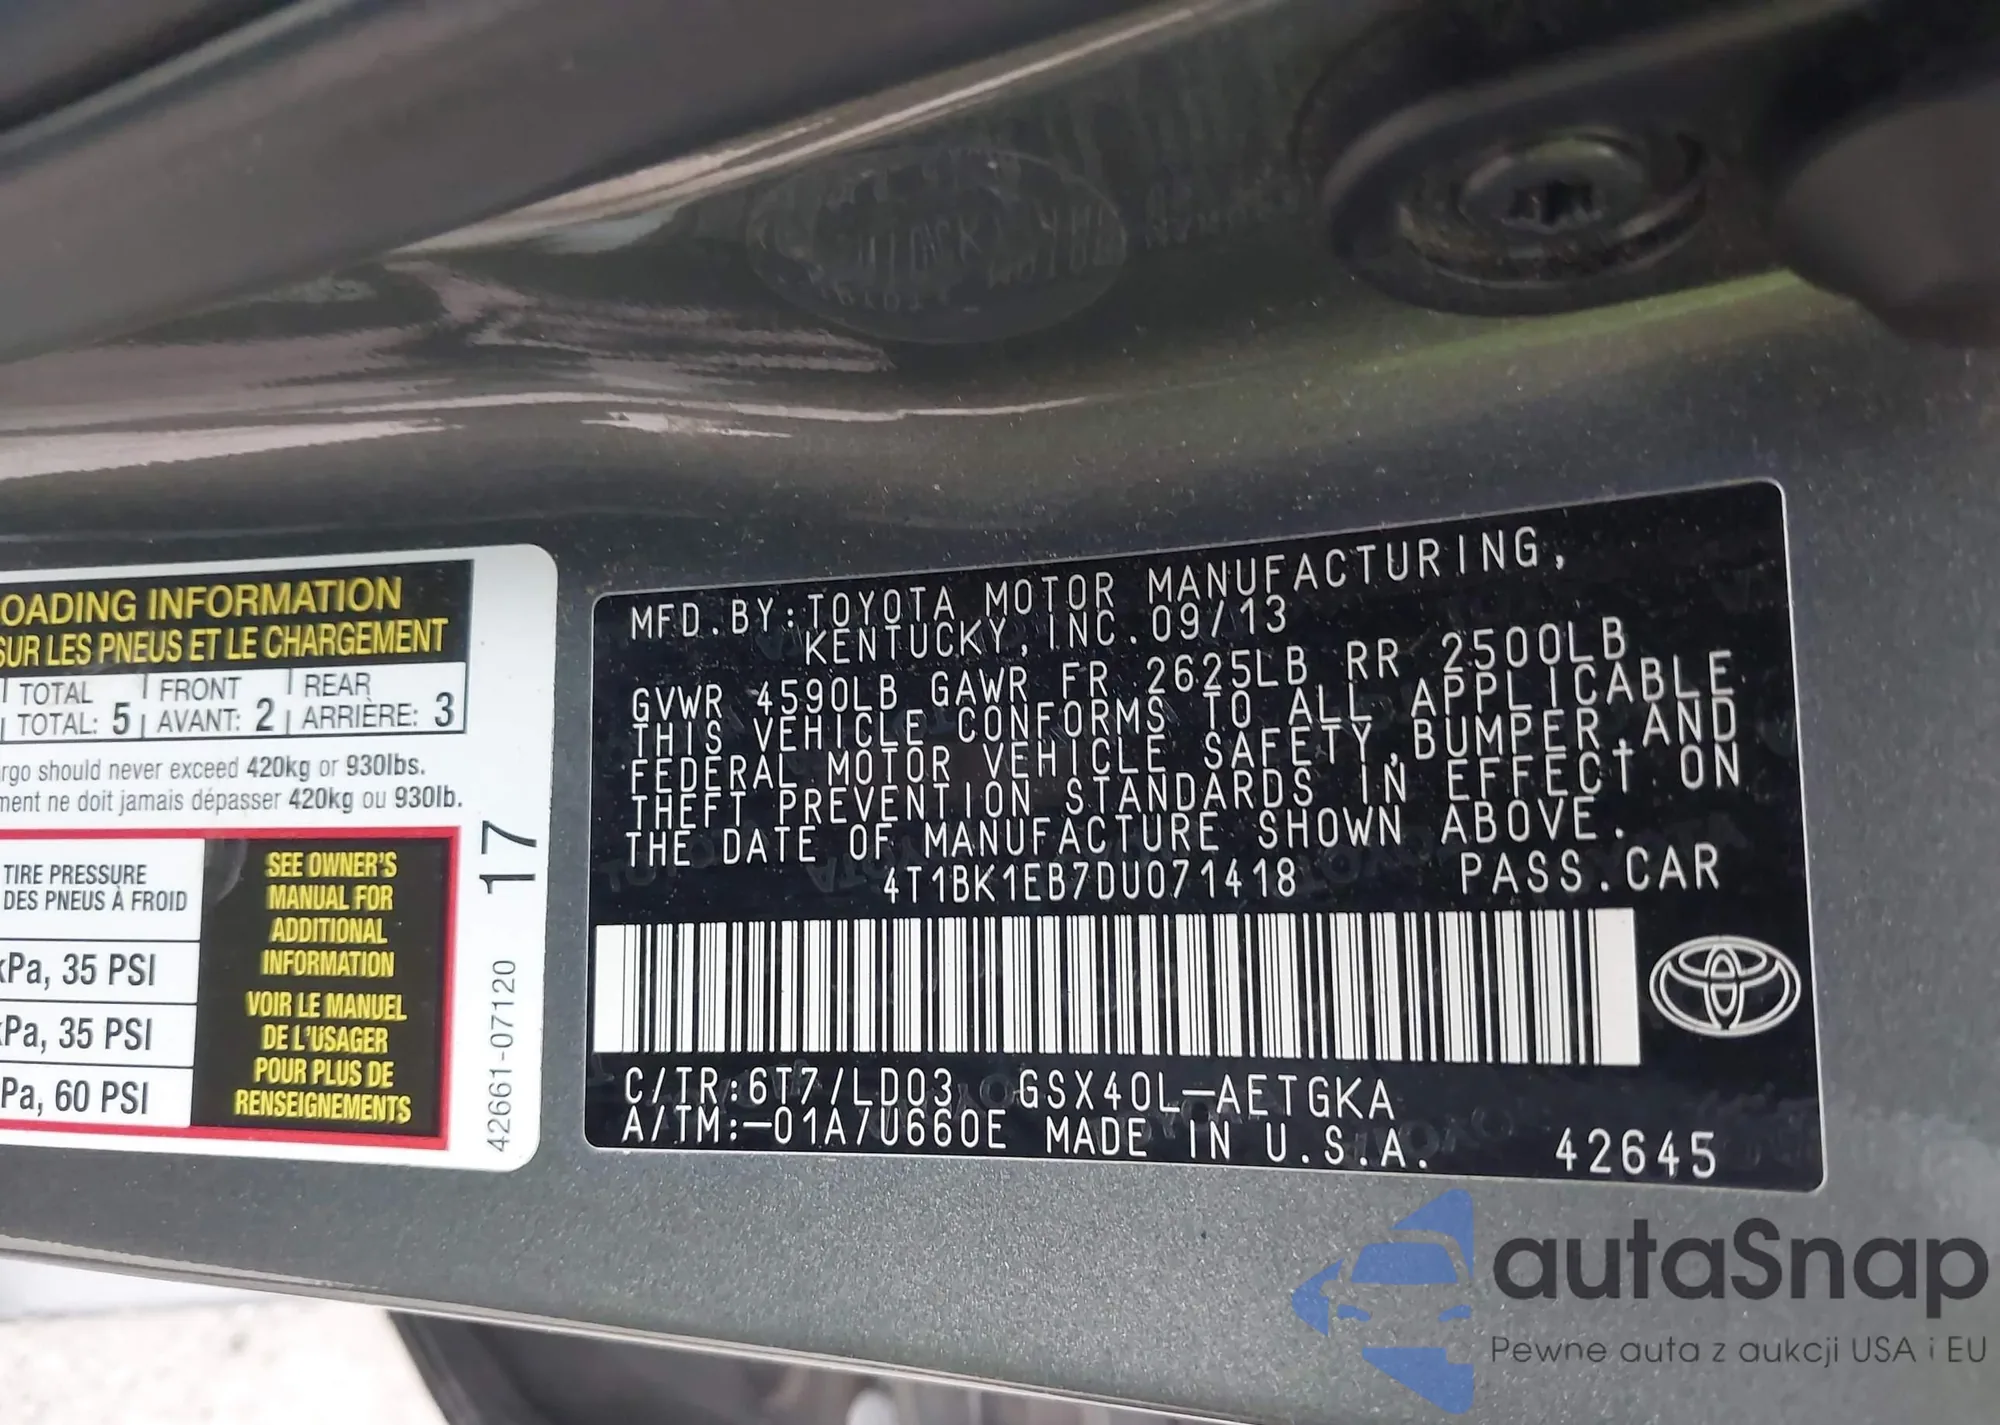 OADING INFORMATION
SUR LES PNEUS ET LE CHARGEMENT
TOTAL FRONT REAR
TOTAL: 5 AVANT: 2 ARRIÈRE: 3
rgo should never exceed 420kg or 930lbs.
ment ne doit jamais dépasser 420kg ou 930lb.
TIRE PRESSURE
DES PNEUS À FROID
kPa, 35 PSI
kPa, 35 PSI
Pa, 60 PSI
SEE OWNER'S
MANUAL FOR
ADDITIONAL
INFORMATION
VOIR LE MANUEL
DE L'USAGER
POUR PLUS DE
RENSEIGNEMENTS
17
42661-07120
MFD.BY:TOYOTA MOTOR MANUFACTURING,
KENTUCKY, INC.09/13
GVWR 4590LB GAWR FR 2625LB RR 2500LB
THIS VEHICLE CONFORMS TO ALL APPLICABLE
FEDERAL MOTOR VEHICLE SAFETY,BUMPER,AND
THEFT PREVENTION STANDARDS IN EFFECT ON
THE DATE OF MANUFACTURE SHOWN ABOVE.
4T1BK1EB7DU071418 PASS.CAR
C/TR:6T7/LD03 GSX40L-AETGKA
A/TM:-01A/U660E MADE IN U.S.A. 42645
autaSnap
Pewne auta z aukcji USA i EU